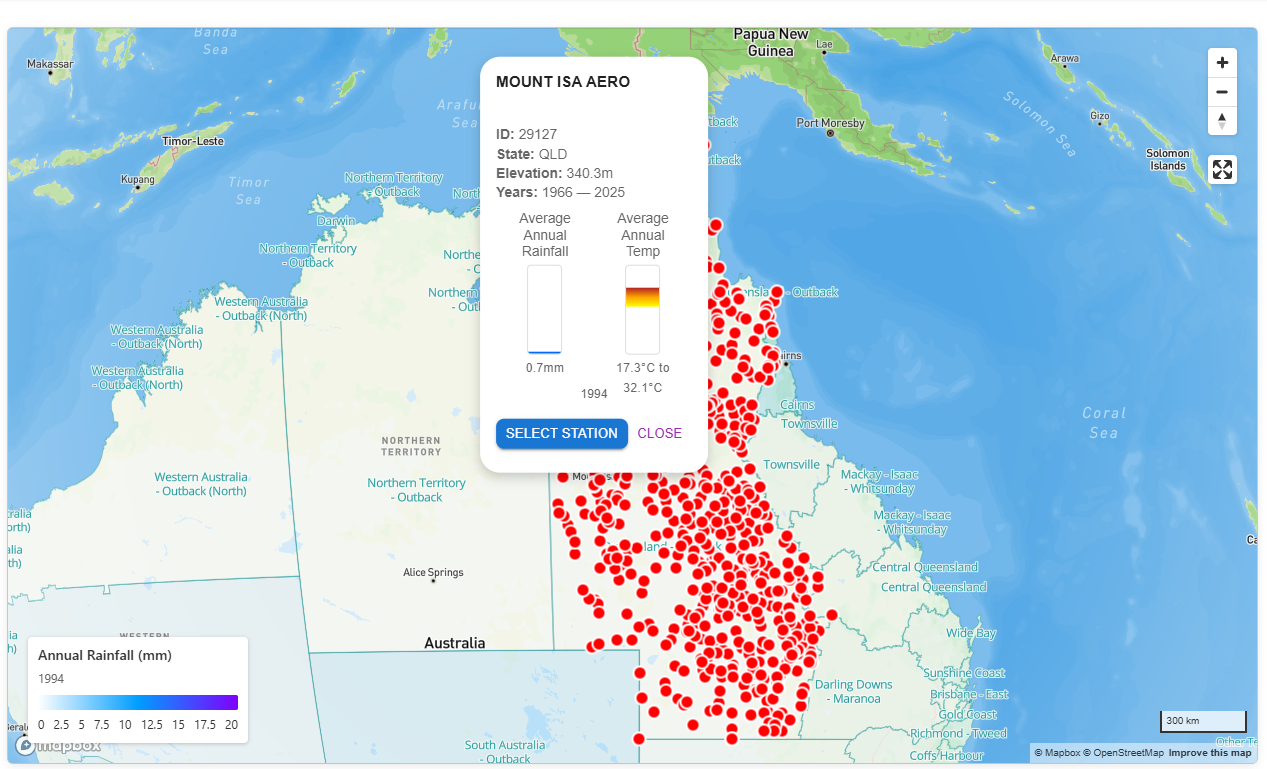 Banda
Sea
Papua New
Guinea
Lae
Makassar
Arawa
Timor-Leste
Kupang
Timor
Sea
Port Moresby
Solomon Sea
Gizo
Solomon
Islands
Northern Territory
- Outback
Darwin
Northern Territory
- Outback
Western Australia
- Outback (North)
Western Australia
- Outback (North)
Western Australia
- Outback (North)
MOUNT ISA AERO
ID: 29127
State: QLD
Elevation: 340.3m
Years: 1966 — 2025
Average
Annual
Rainfall
Average
Annual
Temp
0.7mm
17.3°C to
32.1°C
1994
SELECT STATION
CLOSE
- Outback
Cairns
Townsville
Coral
Sea
NORTHERN
TERRITORY
Western Australia
- Outback (North)
Northern Territory
- Outback
Townsville
Mackay - Isaac
- Whitsunday
Mackay - Isaac
- Whitsunday
Alice Springs
Central Queensland
Central Queensland
Australia
WESTERN
Wide Bay
Sunshine Coast
Darling Downs
- Maranoa
Brisbane - East
Gold Coast
Richmond - Tweed
Coffs Harbour
South Australia
- Outback
Annual Rainfall (mm)
1994
0 2.5 5 7.5 10 12.5 15 17.5 20
mapbox
300 km
© Mapbox © OpenStreetMap Improve this map